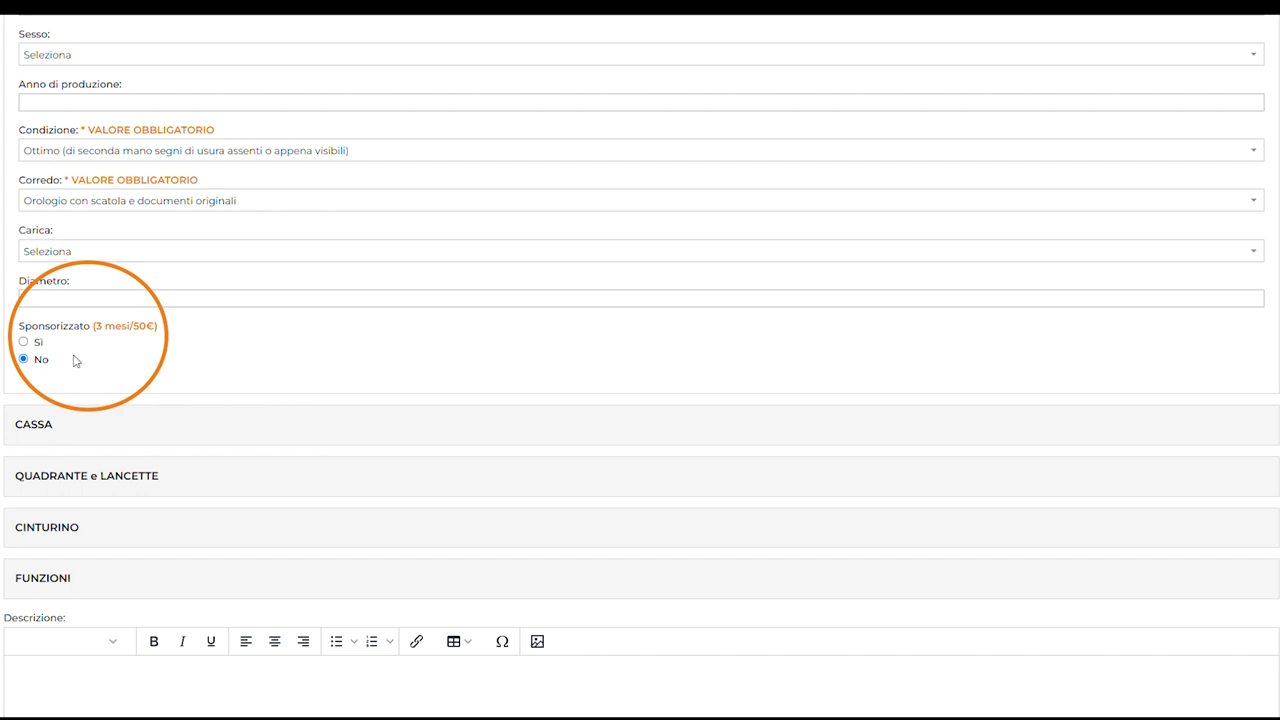 Sesso:
Seleziona
Anno di produzione:
Condizione: * VALORE OBBLIGATORIO
Ottimo (di seconda mano segni di usura assenti o appena visibili)
Corredo: * VALORE OBBLIGATORIO
Orologio con scatola e documenti originali
Carica:
Seleziona
Diametro:
Sponsorizzato (3 mesi/50€)
Sì
No
CASSA
QUADRANTE e LANCETTE
CINTURINO
FUNZIONI
Descrizione:
B I U Ω